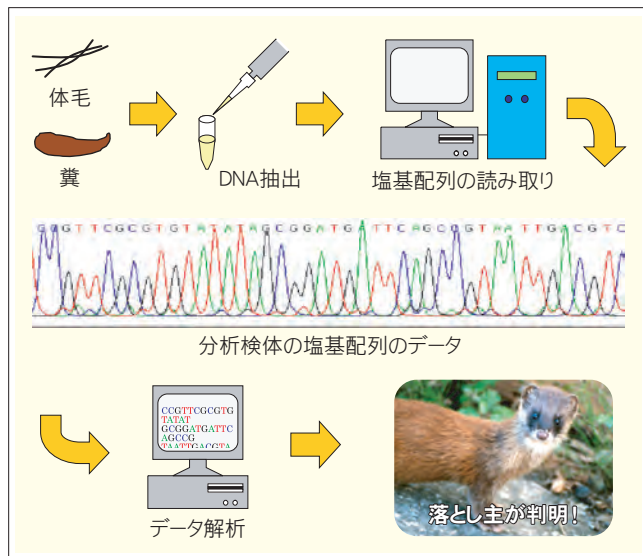 体毛
糞
DNA抽出
塩基配列の読み取り
GGGTTCGCGTGTATATAGCGGATGATTCAGCCGGTAATTGACGTC
分析検体の塩基配列のデータ
CCGTTCGCGTG
TATAT
GCGGATGATTC
AGCCG
TAATTGACGTA
データ解析
落とし主が判明!